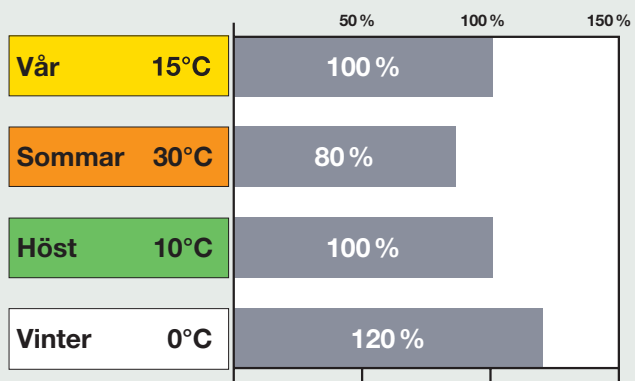 50 % 100 % 150 %
Vår 15°C 100 %
Sommar 30°C 80 %
Höst 10°C 100 %
Vinter 0°C 120 %